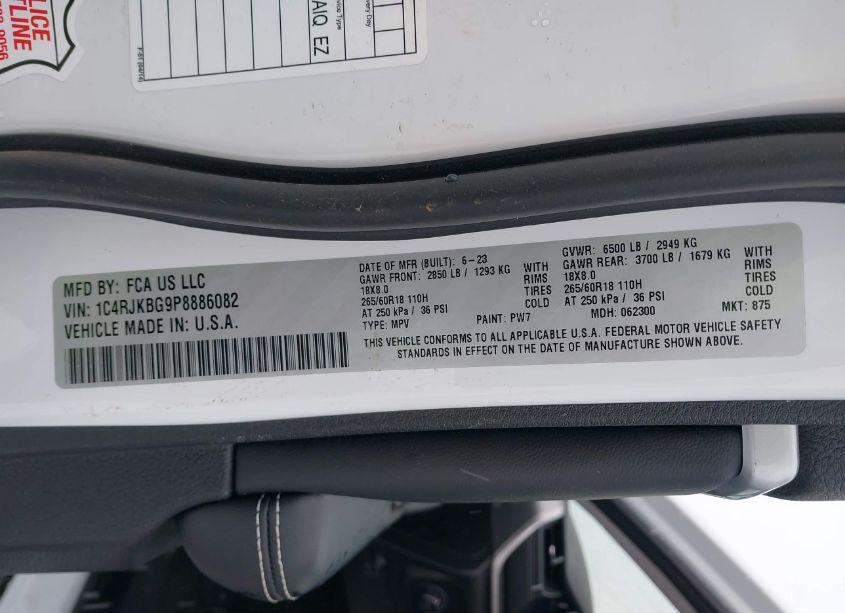 LICE
TLINE
9056
AIQ EZ
MFD BY: FCA US LLC
VIN: 1C4RJKBG9P8886082
VEHICLE MADE IN: U.S.A.
DATE OF MFR (BUILT): 6-23
GAWR FRONT: 2850 LB / 1293 KG WITH
18X8.0 RIMS
265/60R18 110H TIRES
AT 250 kPa / 36 PSI COLD
TYPE: MPV PAINT: PW7
GVWR: 6500 LB / 2949 KG
GAWR REAR: 3700 LB / 1679 KG WITH
18X8.0 RIMS
265/60R18 110H TIRES
AT 250 kPa / 36 PSI COLD
MDH: 062300 MKT: 875
THIS VEHICLE CONFORMS TO ALL APPLICABLE U.S.A. FEDERAL MOTOR VEHICLE SAFETY
STANDARDS IN EFFECT ON THE DATE OF MANUFACTURE SHOWN ABOVE.